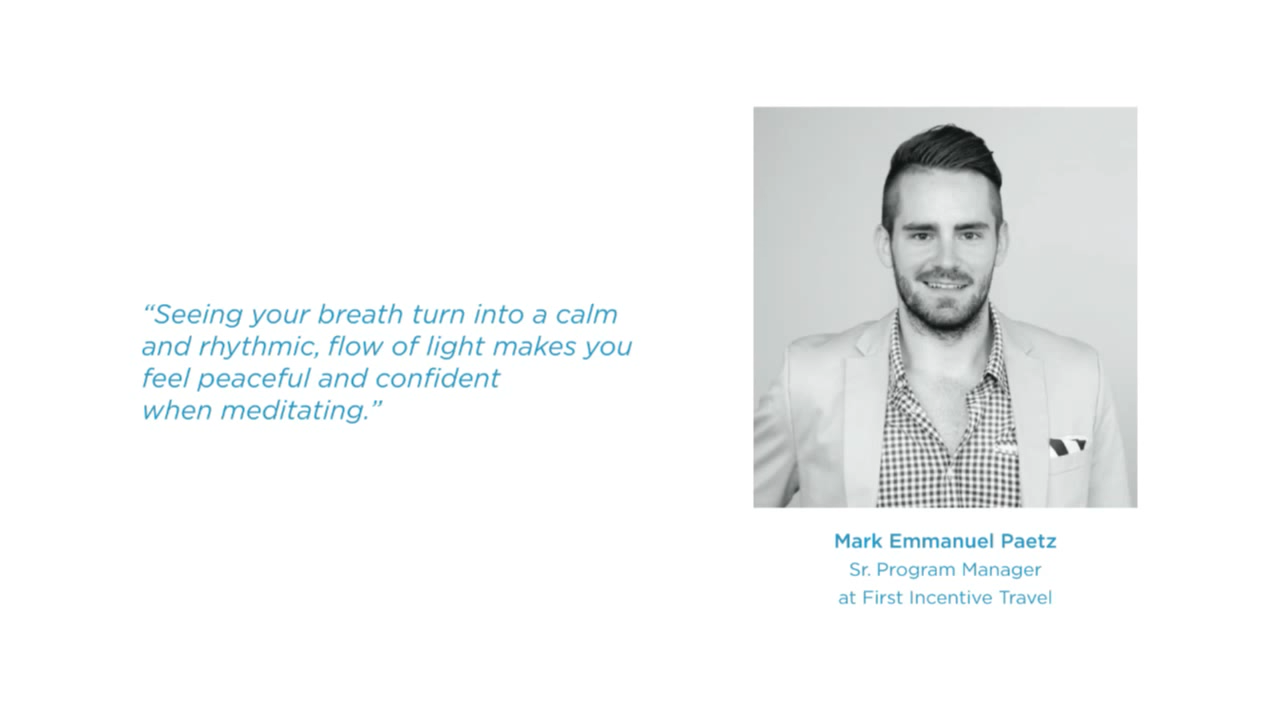 “Seeing your breath turn into a calm
and rhythmic, flow of light makes you
feel peaceful and confident
when meditating.”
Mark Emmanuel Paetz
Sr. Program Manager
at First Incentive Travel